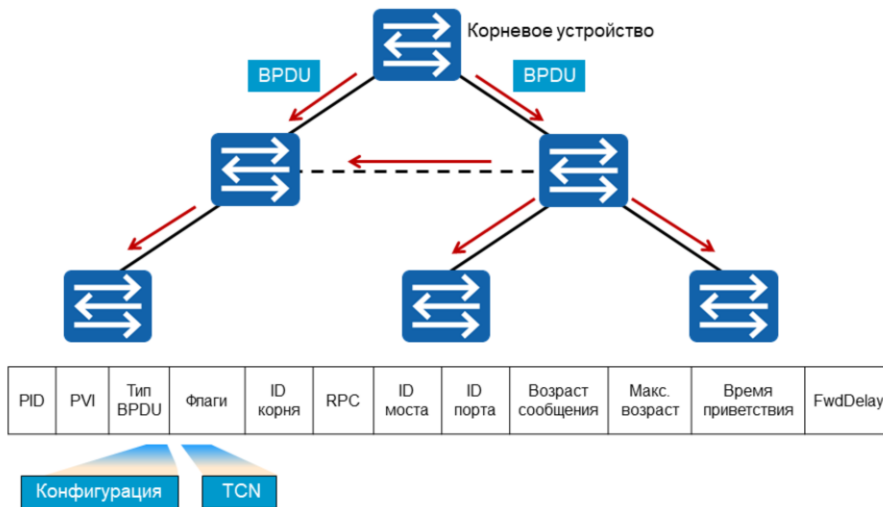 Корневое устройство
BPDU
BPDU
PID
PVI
Тип
BPDU
Флаги
ID
корня
RPC
ID
моста
ID
порта
Возраст
сообщения
Макс.
возраст
Время
приветствия
FwdDelay
Конфигурация
TCN